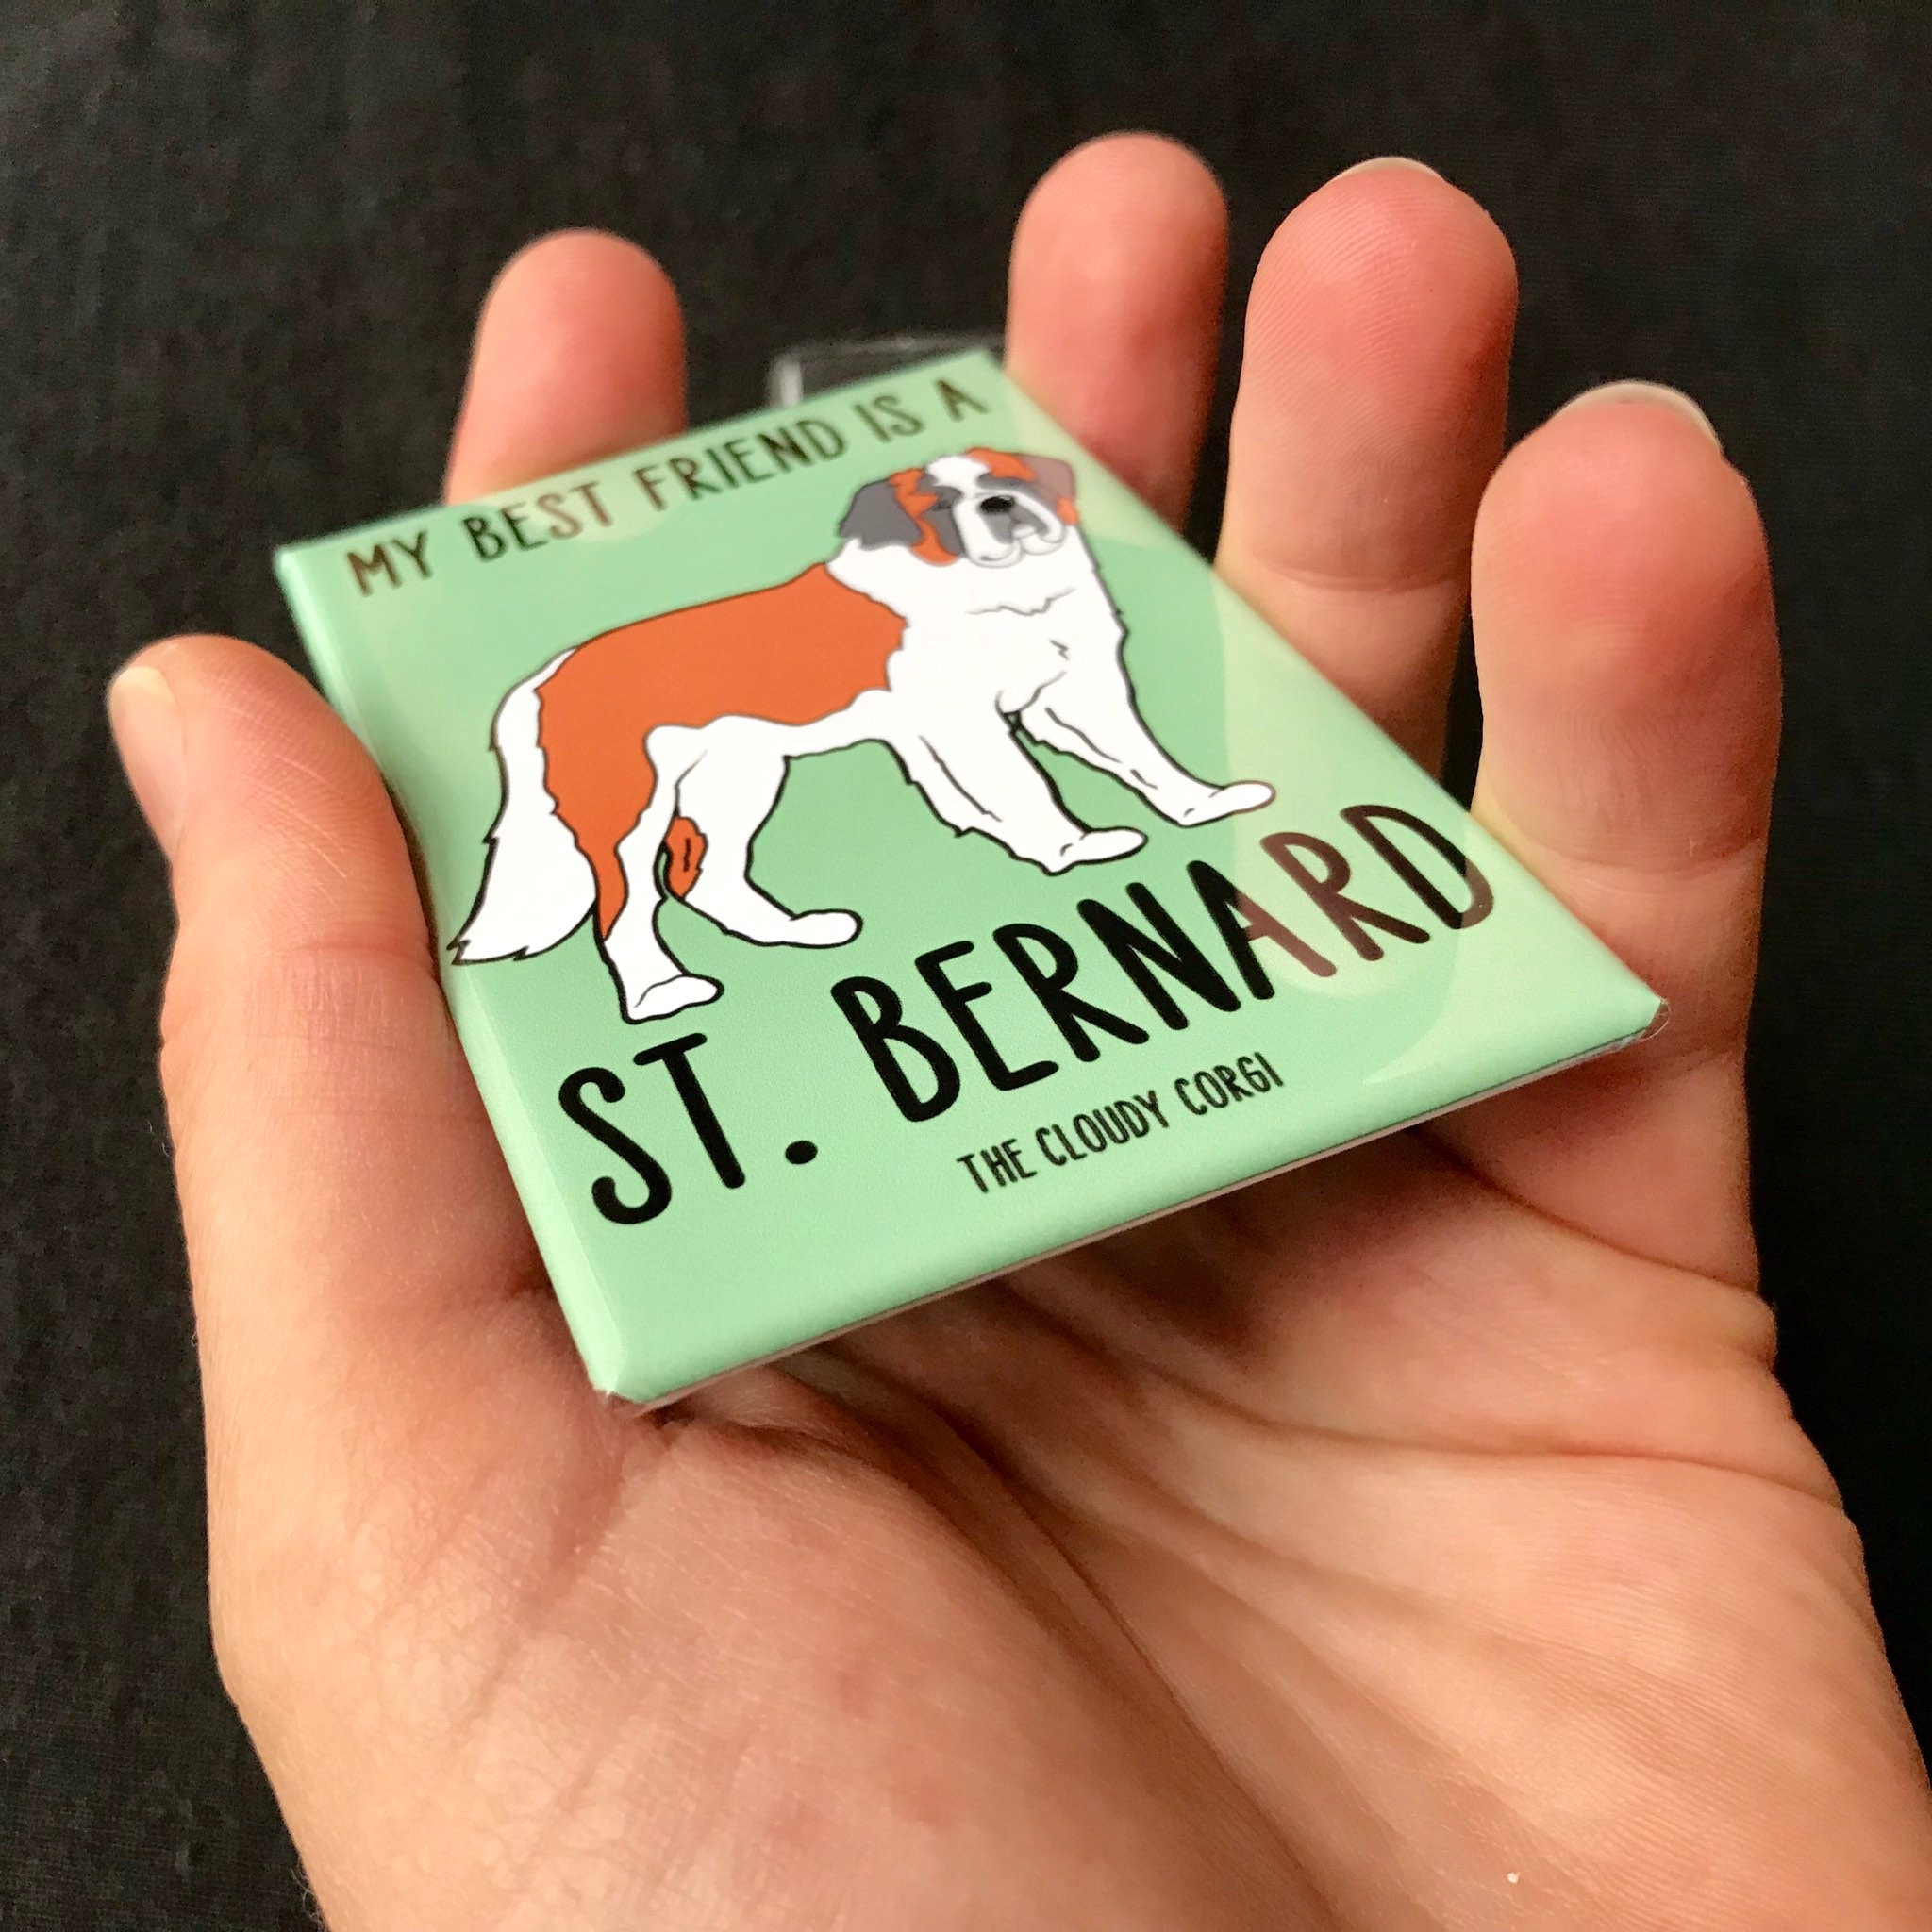 MY BEST FRIEND IS A
ST. BERNARD
THE CLOUDY CORGI